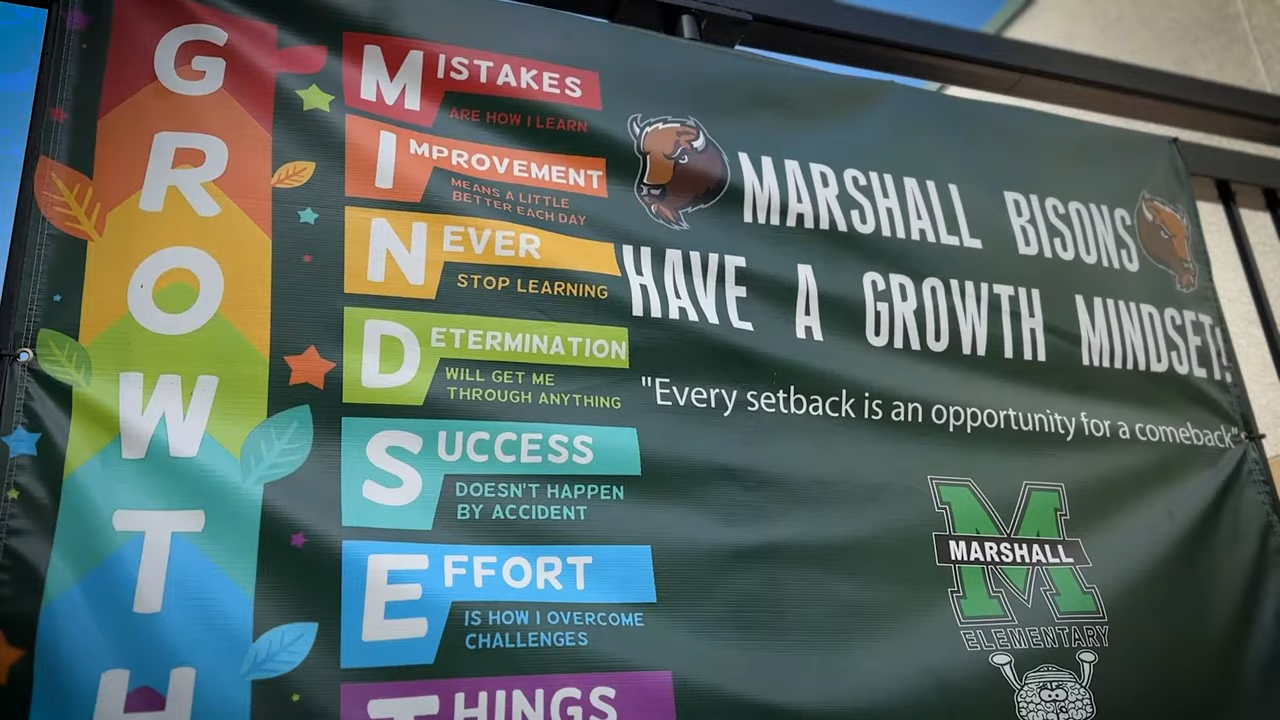 GROWTH
MISTAKES
ARE HOW I LEARN
IMPROVEMENT
MEANS A LITTLE
BETTER EACH DAY
NEVER
STOP LEARNING
DETERMINATION
WILL GET ME
THROUGH ANYTHING
SUCCESS
DOESN'T HAPPEN
BY ACCIDENT
EFFORT
IS HOW I OVERCOME
CHALLENGES
THINGS
MARSHALL BISONS
HAVE A GROWTH MINDSET!
"Every setback is an opportunity for a comeback"
M
MARSHALL
ELEMENTARY